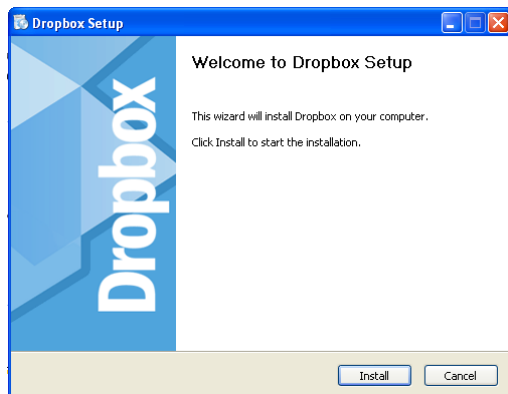 Dropbox Setup
Welcome to Dropbox Setup
This wizard will install Dropbox on your computer.
Click Install to start the installation.
Dropbox
Install
Cancel